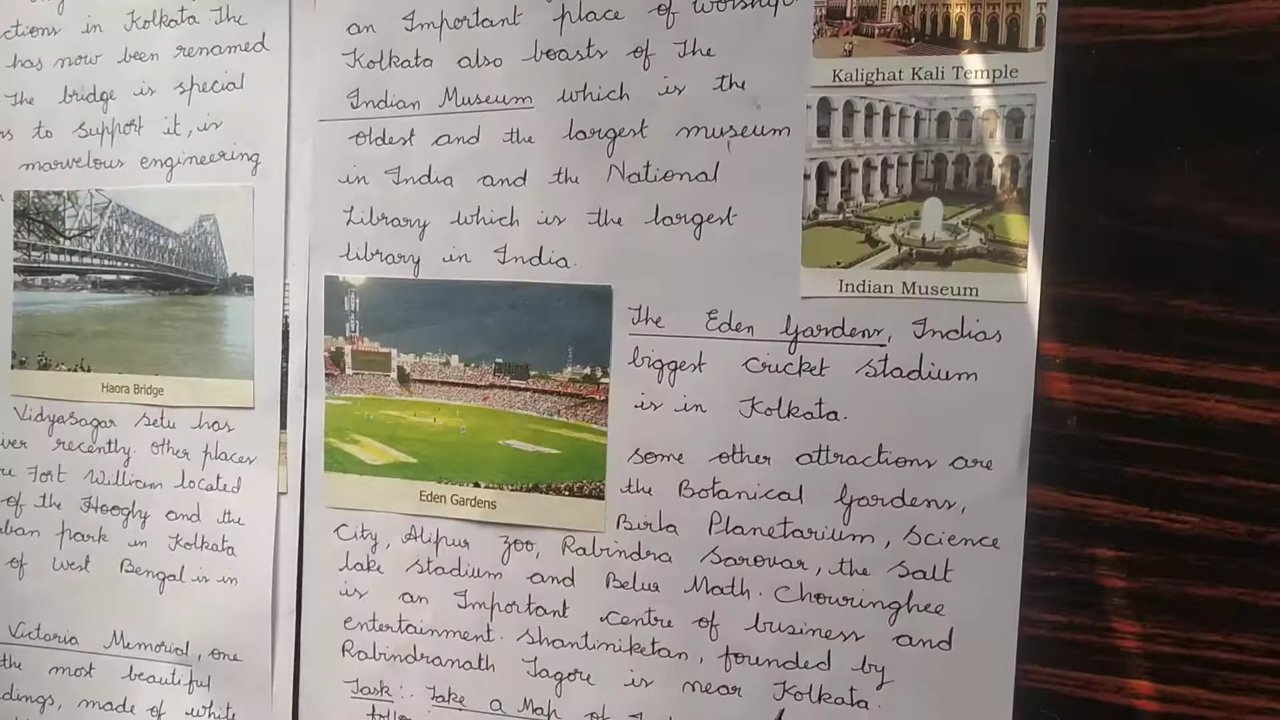 ctions in Kolkata. The
has now been renamed
The bridge is special
to support it, is
marvelous engineering
Haora Bridge
Vidyasagar setu has
recently. other places
Fort William located
of the Hoogly and the
park in Kolkata
of West Bengal is in
Victoria Memorial, one
the most beautiful
made of white
an Important place of worship.
Kolkata also boasts of The
Indian Museum which is the
oldest and the largest museum
in India and the National
Library which is the largest
library in India.
Kalighat Kali Temple
Indian Museum
Eden Gardens
The Eden Gardens, Indias
biggest cricket stadium
is in Kolkata.
some other attractions are
the Botanical Gardens,
Birla Planetarium, Science
City, Alipur Zoo, Rabindra Sarovar, the salt
lake stadium and Belur Math. Chowringhee
is an Important centre of business and
entertainment. Shantiniketan, founded by
Rabindranath Tagore is near Kolkata.
Task:. Take a Map of